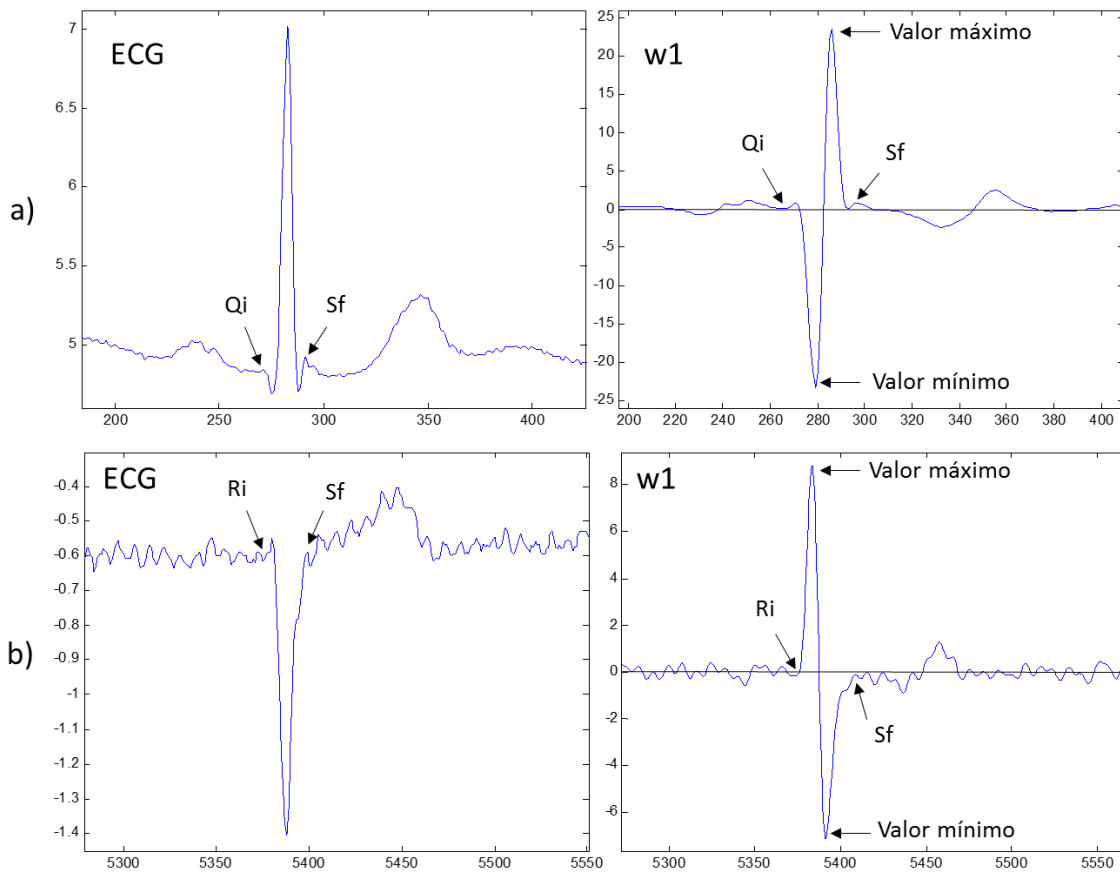 a)
ECG
7
6.5
6
5.5
5
Qi
Sf
200 250 300 350 400
w1
25
20
15
10
5
0
-5
-10
-15
-20
-25
Valor máximo
Qi
Sf
Valor mínimo
200 220 240 260 280 300 320 340 360 380 400
b)
ECG
-0.4
-0.5
-0.6
-0.7
-0.8
-0.9
-1
-1.1
-1.2
-1.3
-1.4
Ri
Sf
5300 5350 5400 5450 5500 5550
w1
8
6
4
2
0
-2
-4
-6
Valor máximo
Ri
Sf
Valor mínimo
5300 5350 5400 5450 5500 5550